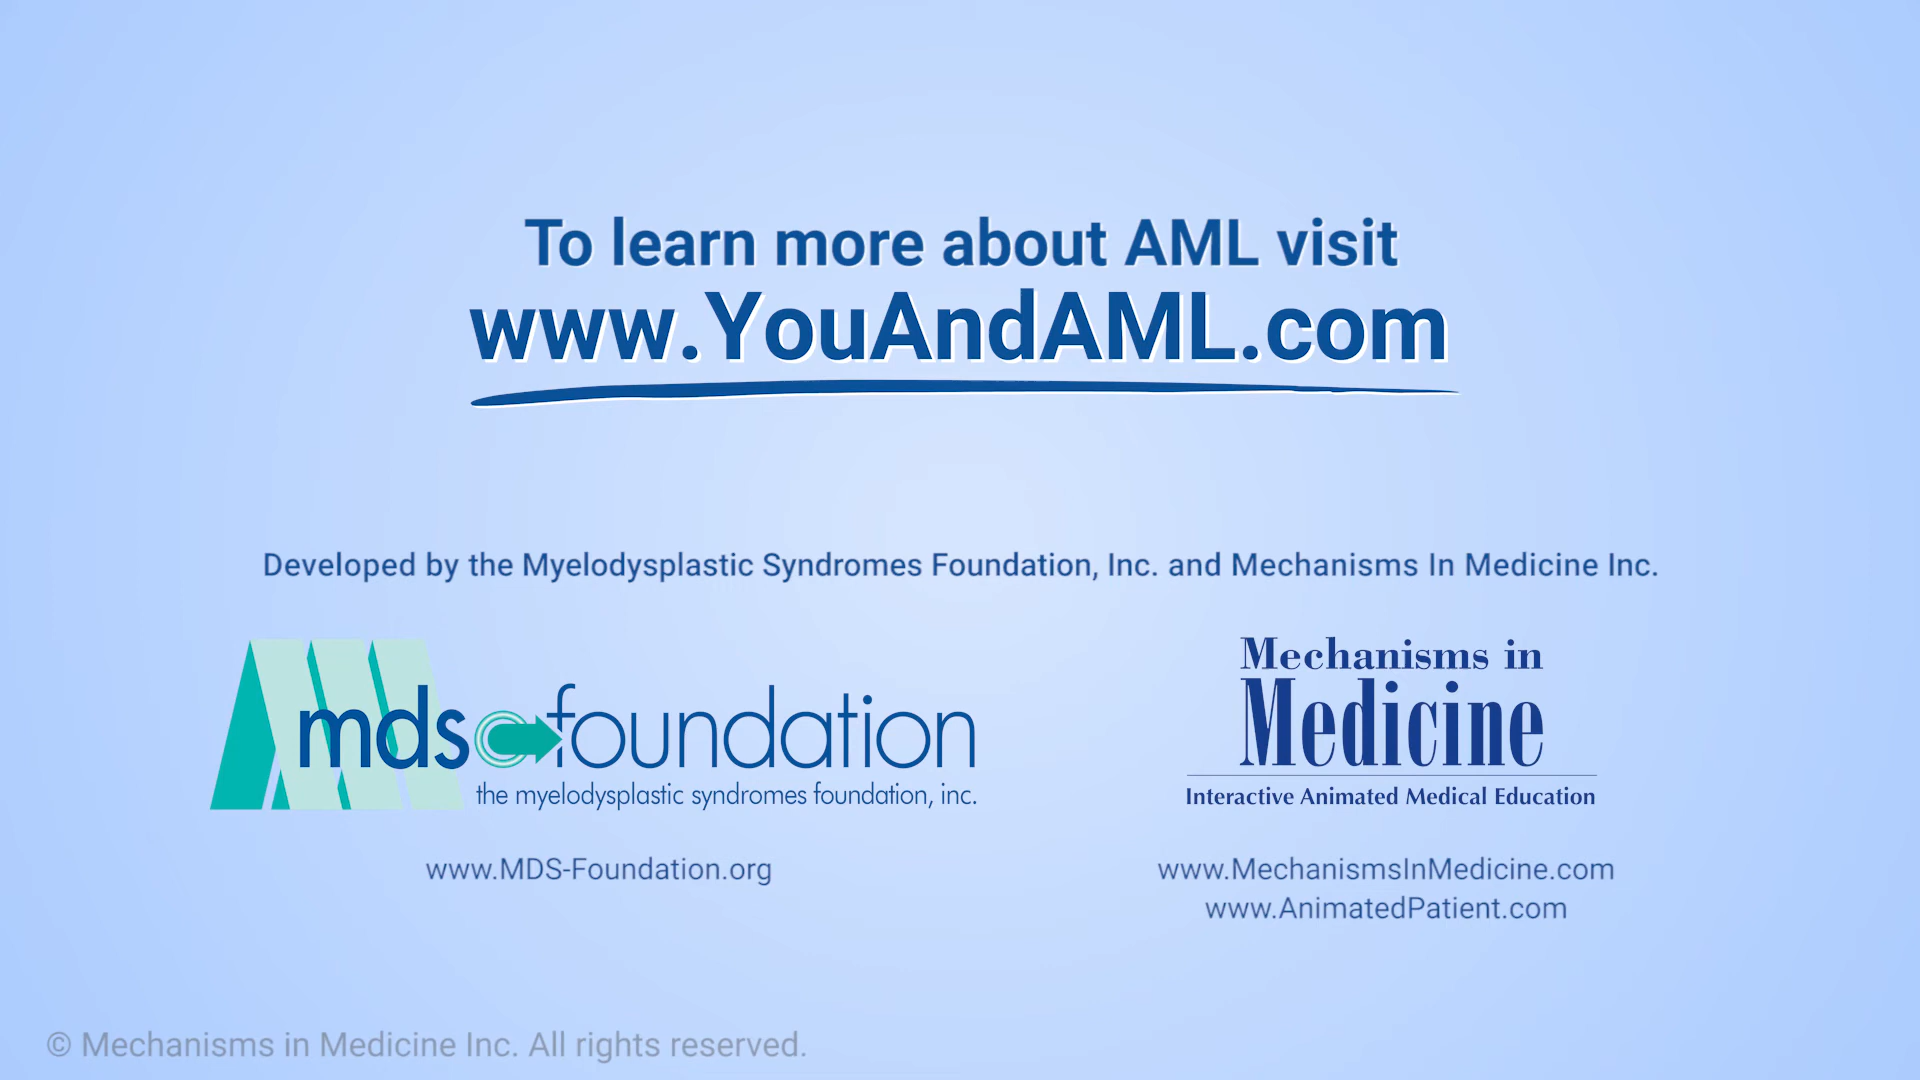 To learn more about AML visit
www.YouAndAML.com
Developed by the Myelodysplastic Syndromes Foundation, Inc. and Mechanisms In Medicine Inc.
mds foundation
the myelodysplastic syndromes foundation, inc.
www.MDS-Foundation.org
Mechanisms in
Medicine
Interactive Animated Medical Education
www.MechanismsInMedicine.com
www.AnimatedPatient.com
© Mechanisms in Medicine Inc. All rights reserved.